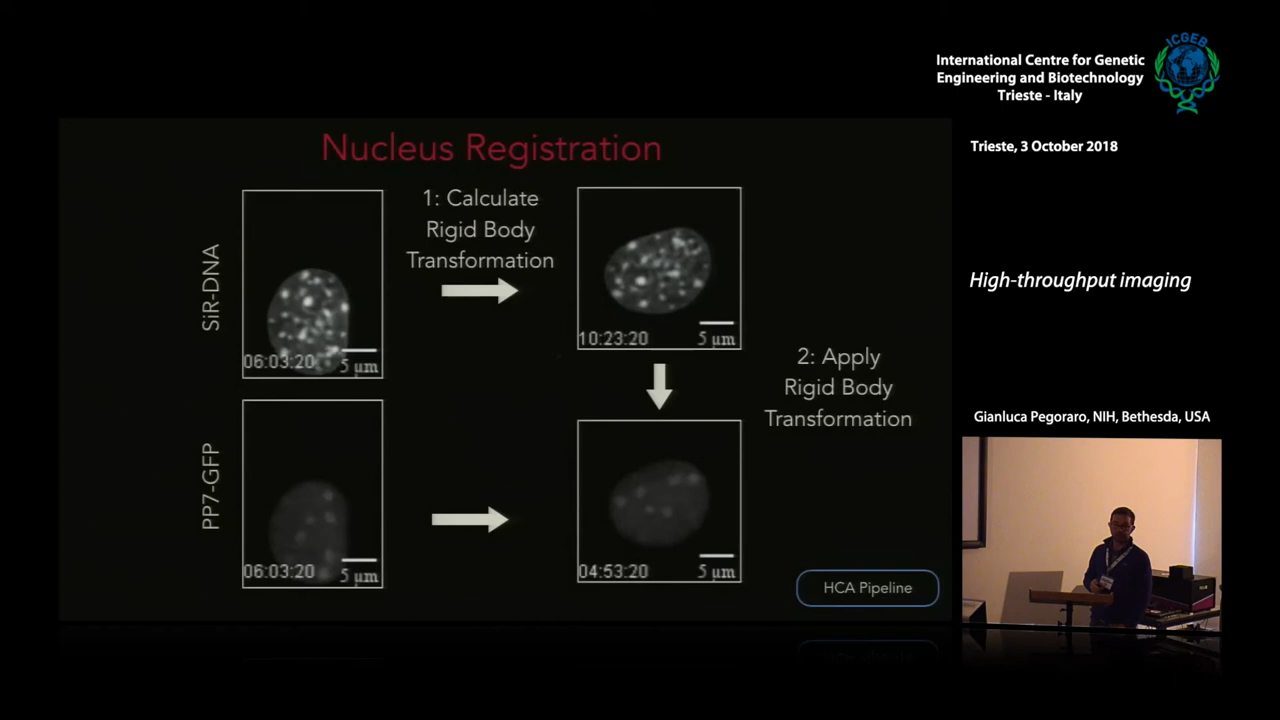 ICGEB
International Centre for Genetic
Engineering and Biotechnology
Trieste - Italy
Trieste, 3 October 2018
High-throughput imaging
Gianluca Pegoraro, NIH, Bethesda, USA
Nucleus Registration
SiR-DNA
06:03:20
5 µm
1: Calculate
Rigid Body
Transformation
10:23:20
5 µm
2: Apply
Rigid Body
Transformation
PP7-GFP
06:03:20
5 µm
04:53:20
5 µm
HCA Pipeline